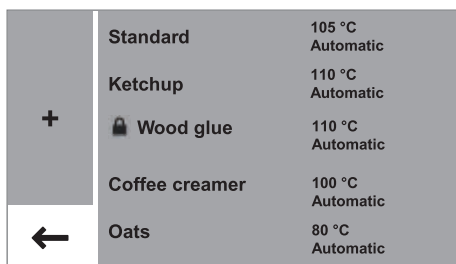 Standard 105 °C
Automatic
Ketchup 110 °C
Automatic
+
Wood glue 110 °C
Automatic
Coffee creamer 100 °C
Automatic
Oats 80 °C
Automatic